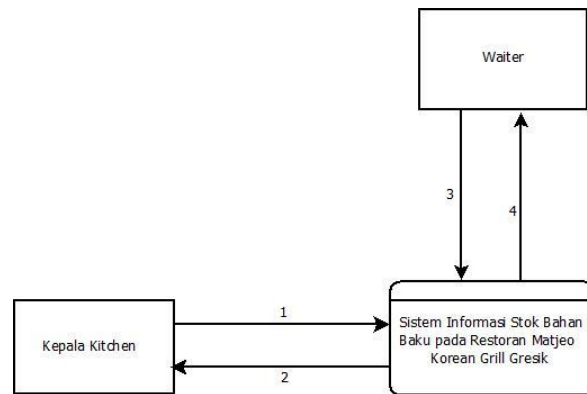 Waiter
3
4
1
Kepala Kitchen
2
Sistem Informasi Stok Bahan
Baku pada Restoran Matjeo
Korean Grill Gresik